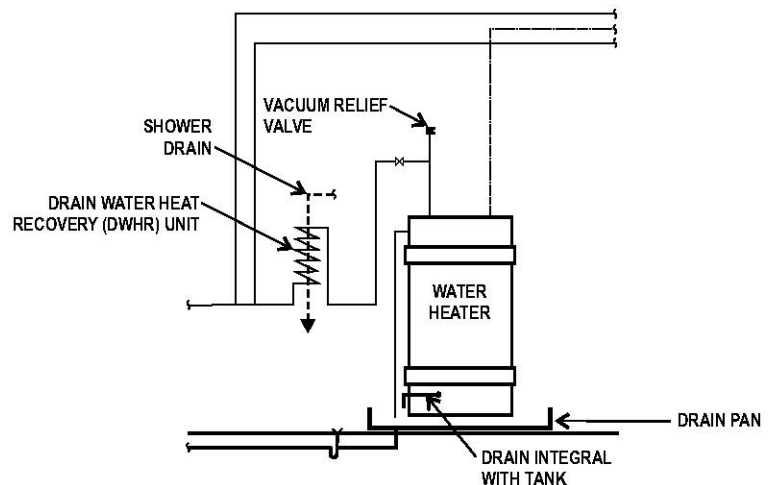 VACUUM RELIEF
VALVE
SHOWER
DRAIN
DRAIN WATER HEAT
RECOVERY (DWHR) UNIT
WATER
HEATER
DRAIN PAN
DRAIN INTEGRAL
WITH TANK